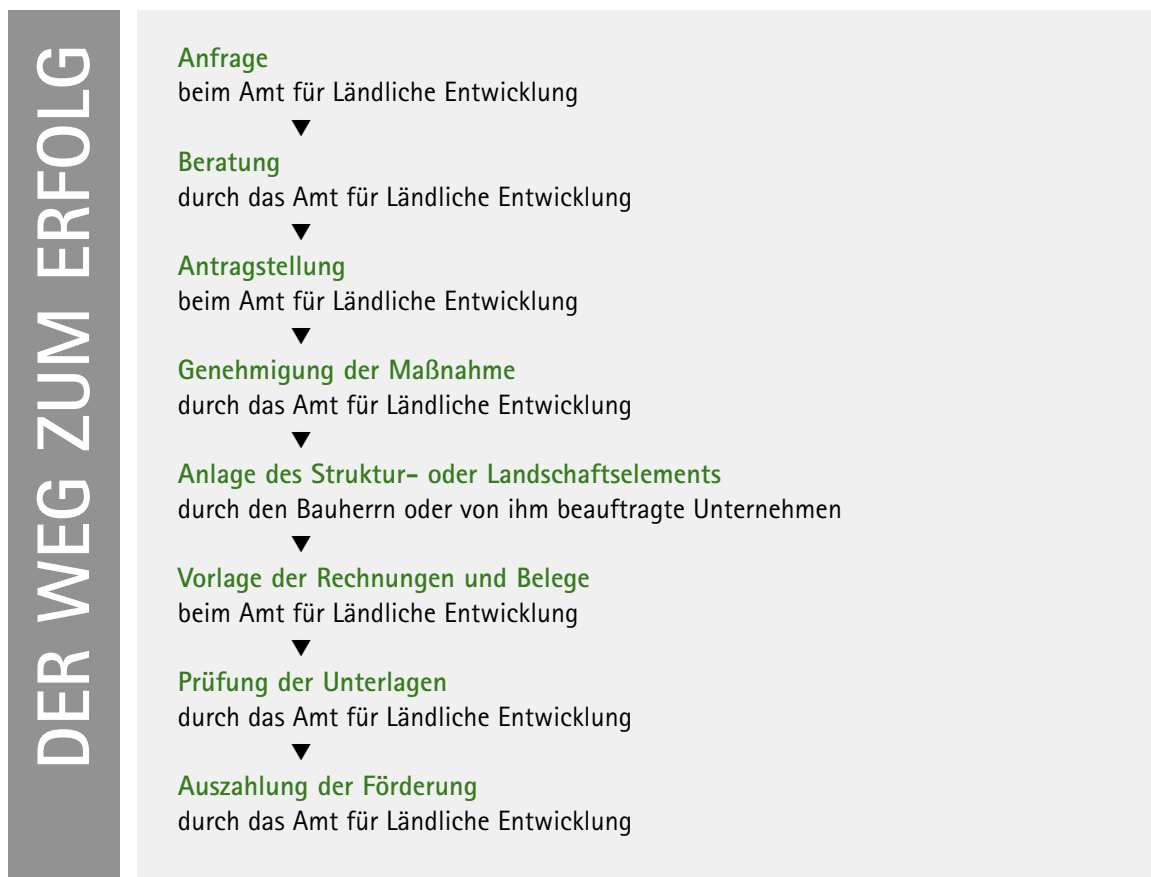 DER WEG ZUM ERFOLG
Anfrage
beim Amt für Ländliche Entwicklung
▼
Beratung
durch das Amt für Ländliche Entwicklung
▼
Antragstellung
beim Amt für Ländliche Entwicklung
▼
Genehmigung der Maßnahme
durch das Amt für Ländliche Entwicklung
▼
Anlage des Struktur- oder Landschaftselements
durch den Bauherrn oder von ihm beauftragte Unternehmen
▼
Vorlage der Rechnungen und Belege
beim Amt für Ländliche Entwicklung
▼
Prüfung der Unterlagen
durch das Amt für Ländliche Entwicklung
▼
Auszahlung der Förderung
durch das Amt für Ländliche Entwicklung